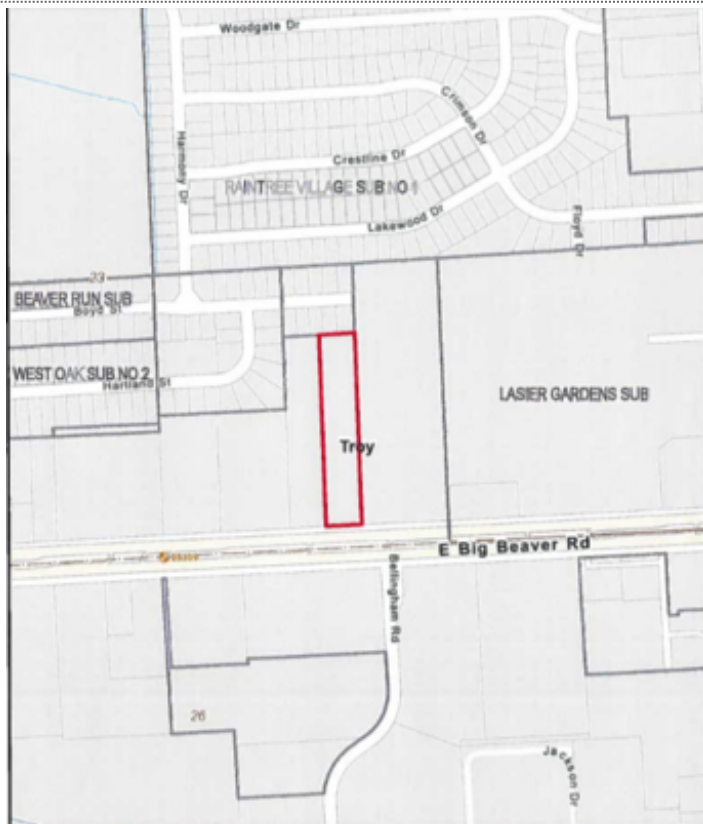 Woodgate Dr
Crimson Dr
Harmony Dr
Crestline Dr
RAINTREE VILLAGE SUB NO 1
Lakewood Dr
Floyd Dr
23
BEAVER RUN SUB
Boyd St
WEST OAK SUB NO 2
Hartland St
LASIER GARDENS SUB
Troy
E Big Beaver Rd
Bellingham Rd
26
Jackson Dr